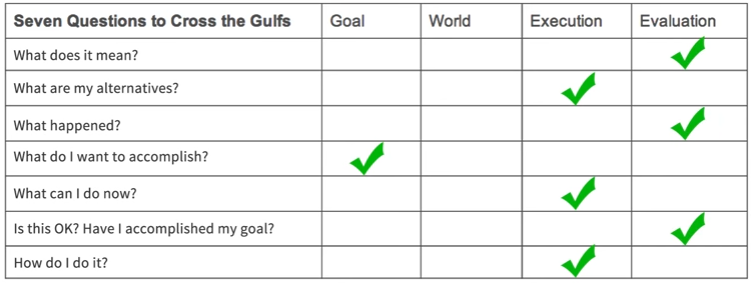 Seven Questions to Cross the Gulfs Goal World Execution Evaluation
What does it mean?
What are my alternatives?
What happened?
What do I want to accomplish?
What can I do now?
Is this OK? Have I accomplished my goal?
How do I do it?